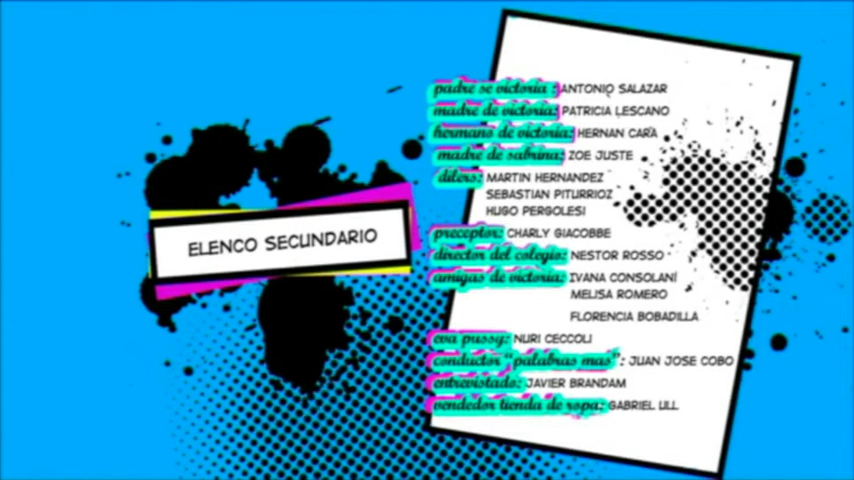 ELENCO SECUNDARIO
padre se victoria : ANTONIO SALAZAR
madre de victoria: PATRICIA LESCANO
hermano de victoria: HERNAN CARA
madre de sabrina: ZOE JUSTE
dilers: MARTIN HERNANDEZ
SEBASTIAN PITURRIOZ
HUGO PERGOLESI
preceptor: CHARLY GIACOBBE
director del colegio: NESTOR ROSSO
amigas de victoria: IVANA CONSOLANI
MELISA ROMERO
FLORENCIA BOBADILLA
eva pussy: NURI CECCOLI
conductor "palabras mas": JUAN JOSE COBO
entrevistado: JAVIER BRANDAM
vendedor tienda de ropa: GABRIEL ULL